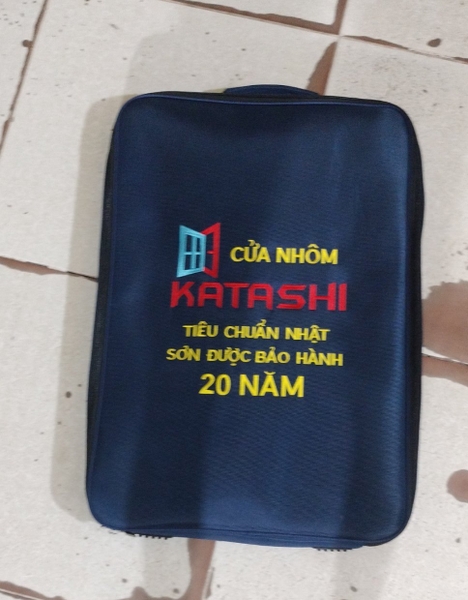 CỬA NHÔM
KATASHI
TIÊU CHUẨN NHẬT
SƠN ĐƯỢC BẢO HÀNH
20 NĂM